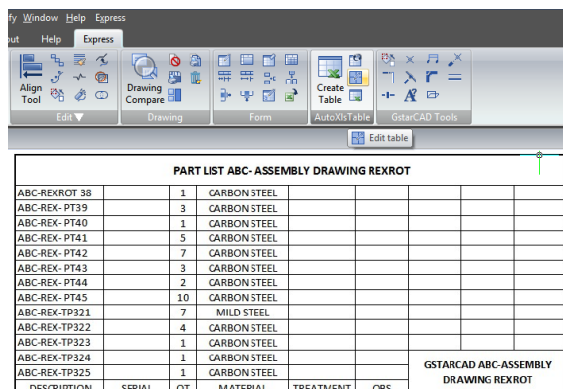 fy Window Help Express
out Help Express
Align Tool
Drawing Compare
Create Table
Edit Drawing Form AutoXlsTable GstarCAD Tools
Edit table
PART LIST ABC- ASSEMBLY DRAWING REXROT
ABC-REXROT 38 1 CARBON STEEL
ABC-REX- PT39 3 CARBON STEEL
ABC-REX- PT40 1 CARBON STEEL
ABC-REX- PT41 5 CARBON STEEL
ABC-REX- PT42 7 CARBON STEEL
ABC-REX- PT43 3 CARBON STEEL
ABC-REX- PT44 2 CARBON STEEL
ABC-REX- PT45 10 CARBON STEEL
ABC-REX-TP321 7 MILD STEEL
ABC-REX-TP322 4 CARBON STEEL
ABC-REX-TP323 1 CARBON STEEL
ABC-REX-TP324 1 CARBON STEEL
ABC-REX-TP325 1 CARBON STEEL
GSTARCAD ABC-ASSEMBLY
DRAWING REXROT
DESCRIPTION SERIAL QT MATERIAL TREATMENT OBS